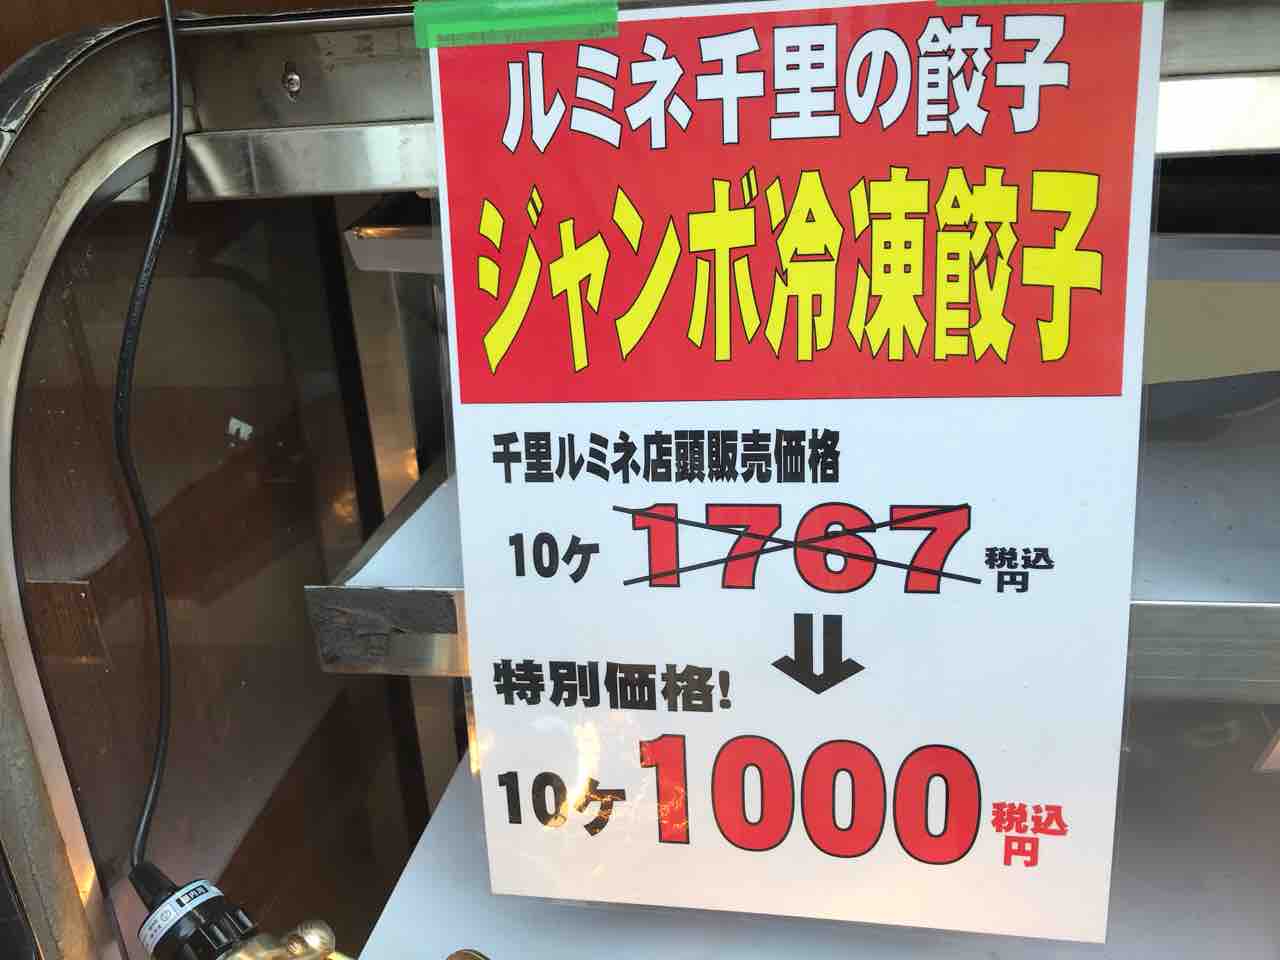 ルミネ千里の餃子
ジャンボ冷凍餃子
千里ルミネ店頭販売価格
10ケ 1767 税込円
特別価格!
10ケ 1000 税込円